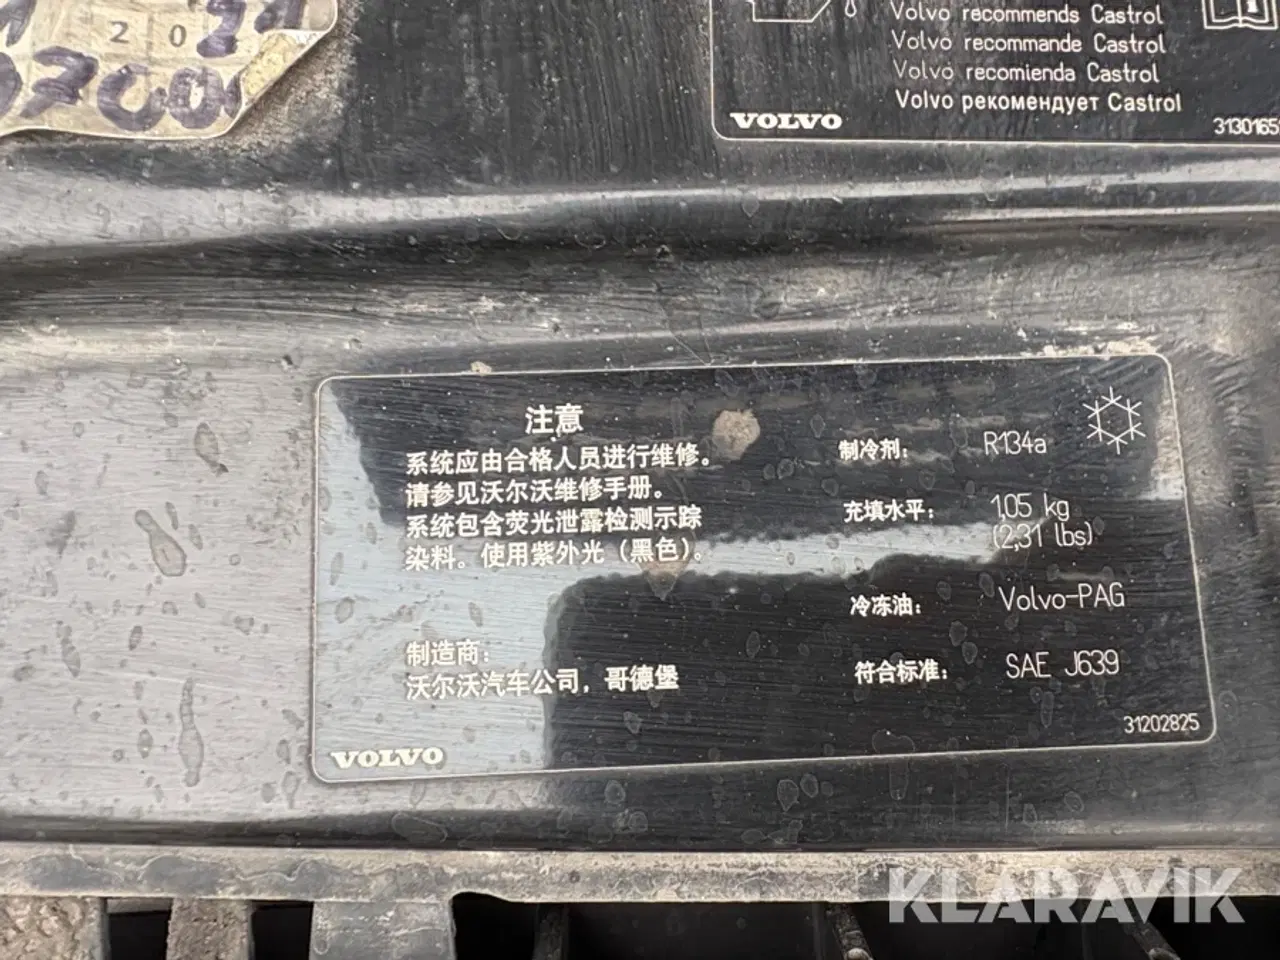 2 0 21
Volvo recommends Castrol
Volvo recommande Castrol
Volvo recomienda Castrol
Volvo рекомендует Castrol
VOLVO
注意
系统应由合格人员进行维修。
请参见沃尔沃维修手册。
系统包含荧光泄露检测示踪
染料。使用紫外光（黑色）。
制造商：
沃尔沃汽车公司，哥德堡
VOLVO
制冷剂： R134a
充填水平： 1,05 kg
(2,31 lbs)
冷冻油： Volvo-PAG
符合标准： SAE J639
31202825
KLARAVIK